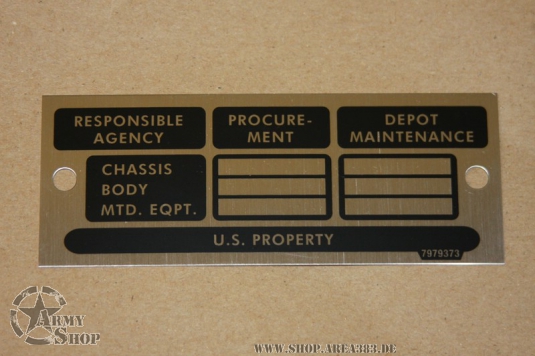 RESPONSIBLE
AGENCY
PROCURE-
MENT
DEPOT
MAINTENANCE
CHASSIS
BODY
MTD. EQPT.
U.S. PROPERTY
7979373
ARMY
SHOP
WWW.SHOP.AREA383.DE